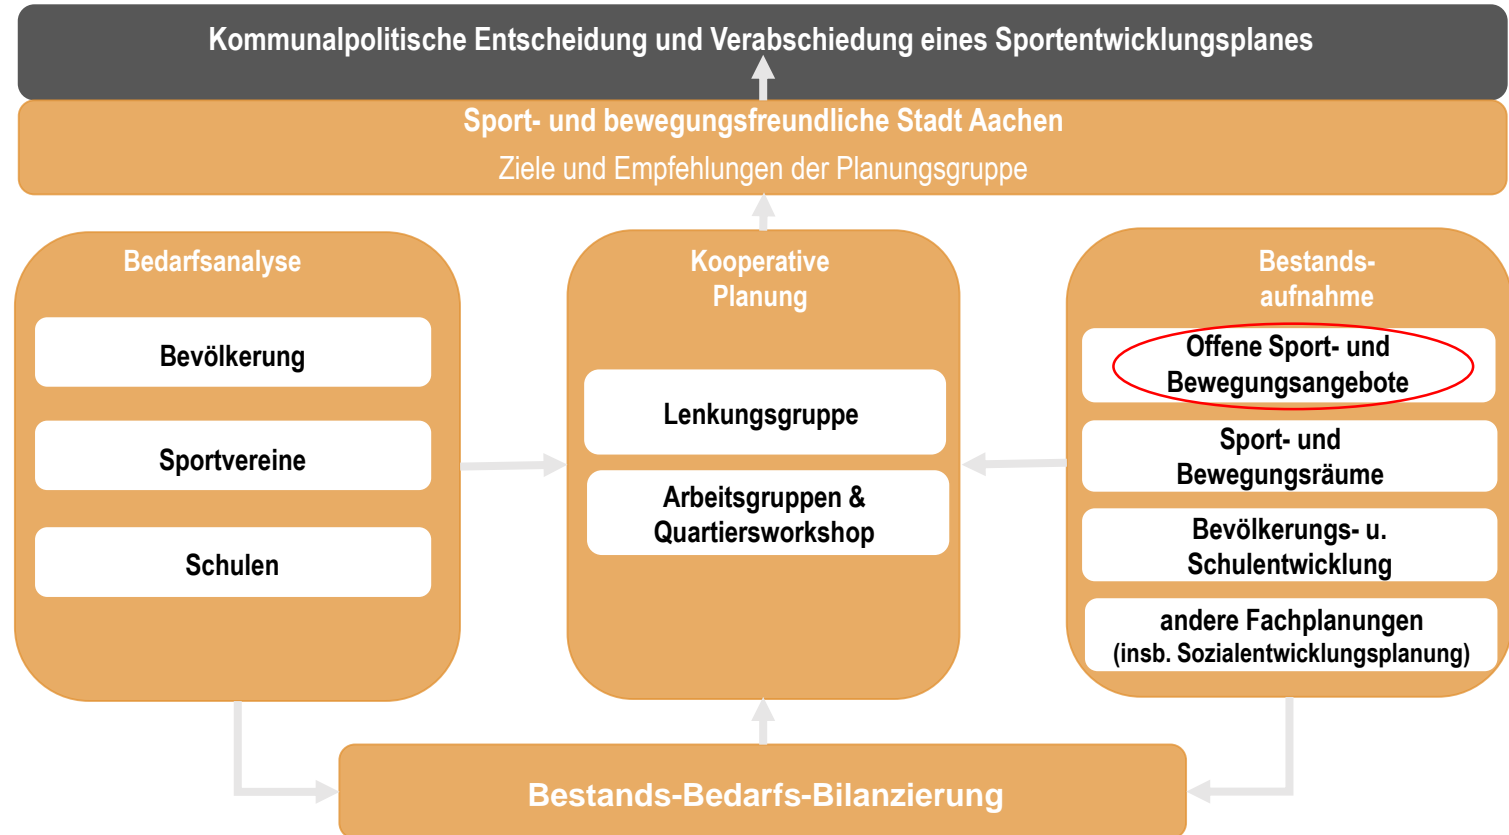 Kommunalpolitische Entscheidung und Verabschiedung eines Sportentwicklungsplanes
Sport- und bewegungsfreundliche Stadt Aachen
Ziele und Empfehlungen der Planungsgruppe
Bedarfsanalyse
Bevölkerung
Sportvereine
Schulen
Kooperative
Planung
Lenkungsgruppe
Arbeitsgruppen &
Quartiersworkshop
Bestands-
aufnahme
Offene Sport- und
Bewegungsangebote
Sport- und
Bewegungsräume
Bevölkerungs- u.
Schulentwicklung
andere Fachplanungen
(insb. Sozialentwicklungsplanung)
Bestands-Bedarfs-Bilanzierung